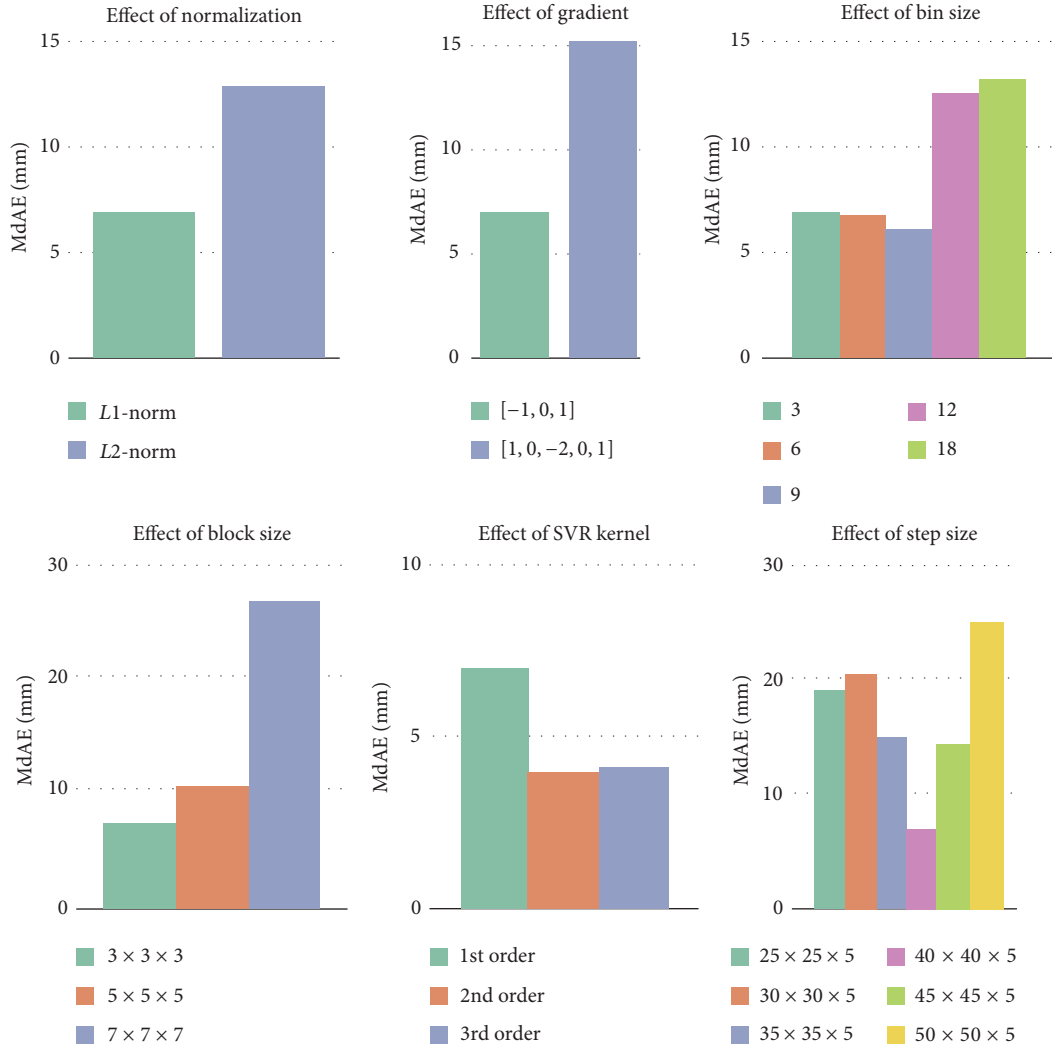 Effect of normalization
15
10
5
0
MdAE (mm)
L1-norm
L2-norm
Effect of gradient
15
10
5
0
MdAE (mm)
[−1, 0, 1]
[1, 0, −2, 0, 1]
Effect of bin size
15
10
5
0
MdAE (mm)
3
6
9
12
18
Effect of block size
30
20
10
0
MdAE (mm)
3 × 3 × 3
5 × 5 × 5
7 × 7 × 7
Effect of SVR kernel
10
5
0
MdAE (mm)
1st order
2nd order
3rd order
Effect of step size
30
20
10
0
MdAE (mm)
25 × 25 × 5
30 × 30 × 5
35 × 35 × 5
40 × 40 × 5
45 × 45 × 5
50 × 50 × 5